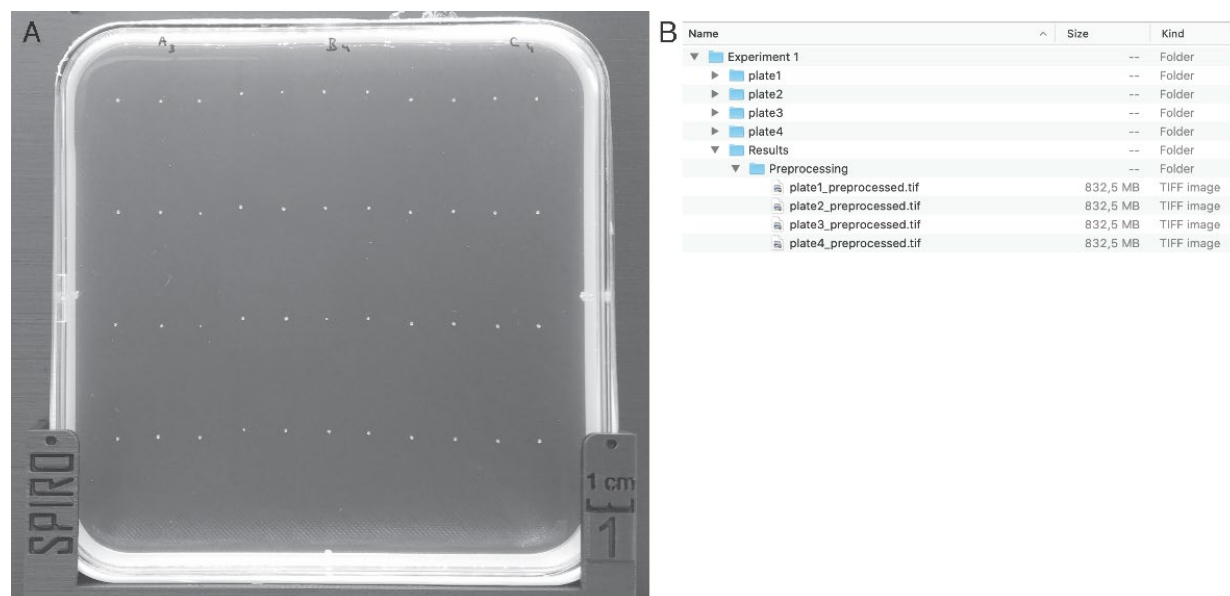 A
A3 B4 C4
SPIRO
1 cm
1
B
Name Size Kind
Experiment 1 -- Folder
plate1 -- Folder
plate2 -- Folder
plate3 -- Folder
plate4 -- Folder
Results -- Folder
Preprocessing -- Folder
plate1_preprocessed.tif 832,5 MB TIFF image
plate2_preprocessed.tif 832,5 MB TIFF image
plate3_preprocessed.tif 832,5 MB TIFF image
plate4_preprocessed.tif 832,5 MB TIFF image